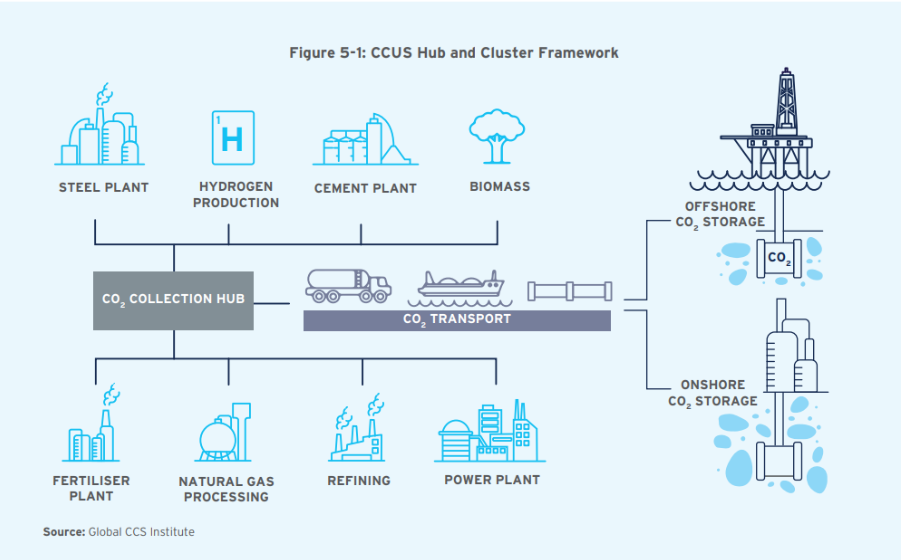 Figure 5-1: CCUS Hub and Cluster Framework
STEEL PLANT
HYDROGEN
PRODUCTION
1
H
CEMENT PLANT
BIOMASS
OFFSHORE
CO₂ STORAGE
CO₂
CO₂ COLLECTION HUB
CO₂ TRANSPORT
ONSHORE
CO₂ STORAGE
FERTILISER
PLANT
NATURAL GAS
PROCESSING
REFINING
POWER PLANT
Source: Global CCS Institute